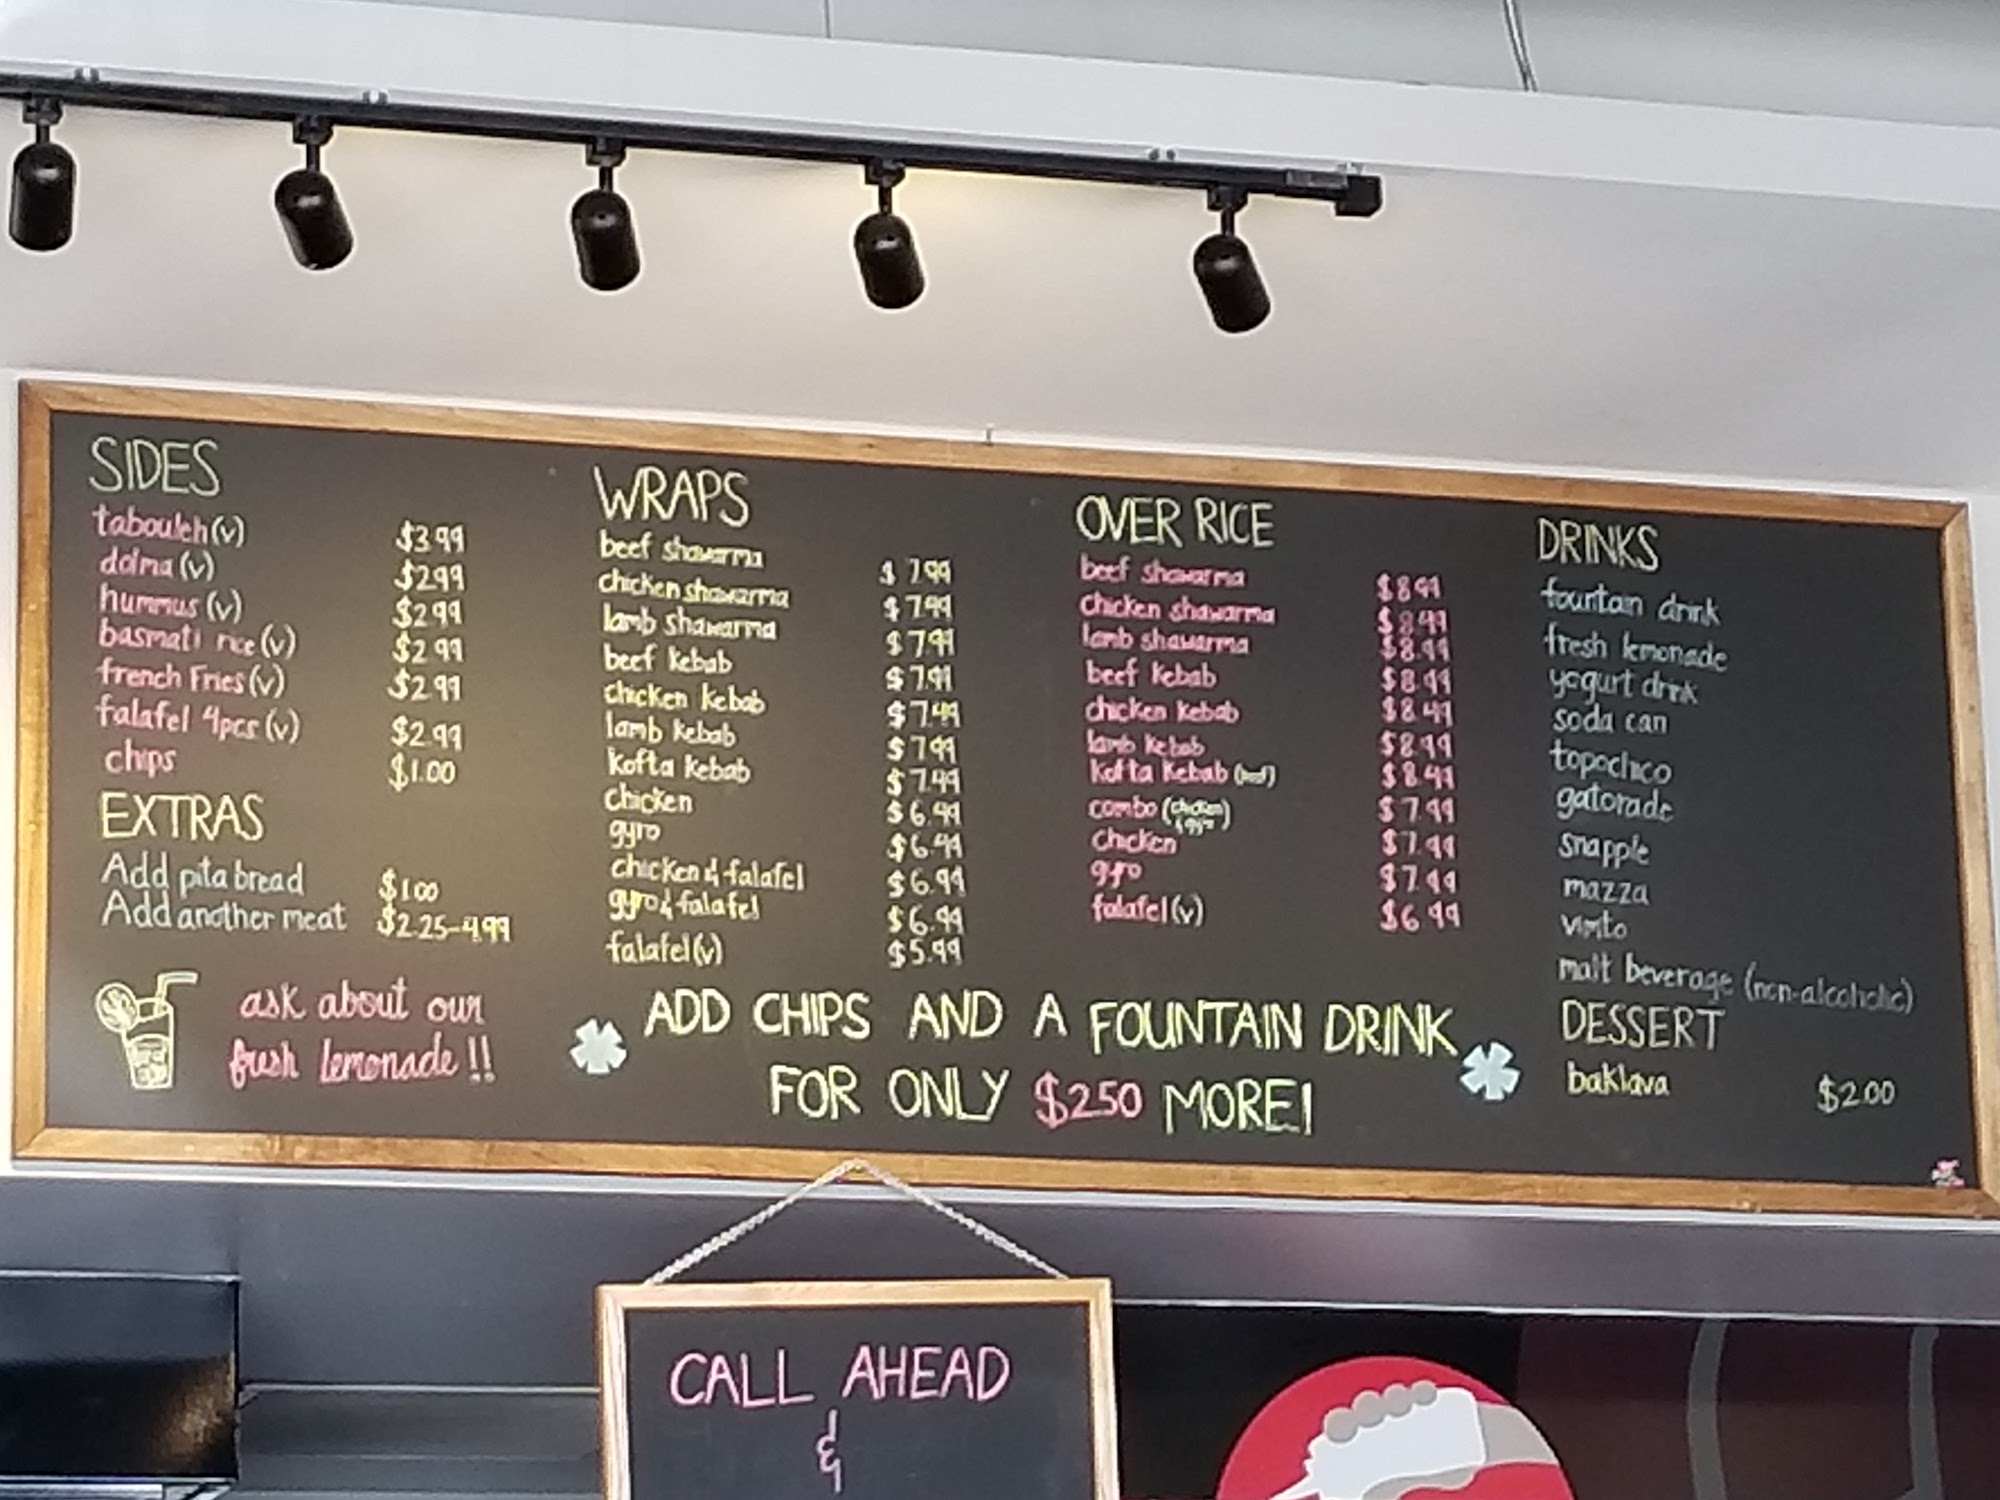 SIDES
tabouleh (v) $3.99
dolma (v) $2.99
hummus (v) $2.99
basmati rice (v) $2.99
french Fries (v) $2.99
falafel 4pcs (v) $2.99
chips $1.00
EXTRAS
Add pita bread $1.00
Add another meat $2.25-4.99
ask about our
fresh lemonade!!
WRAPS
beef shawarma $7.99
chicken shawarma $7.99
lamb shawarma $7.99
beef kebab $7.99
chicken kebab $7.99
lamb kebab $7.99
kofta kebab $7.99
chicken $6.99
gyro $6.99
chicken & falafel $6.99
gyro & falafel $6.99
falafel (v) $5.99
OVER RICE
beef shawarma $8.99
chicken shawarma $8.99
lamb shawarma $8.99
beef kebab $8.99
chicken kebab $8.99
lamb kebab $8.99
kofta kebab (beef) $8.99
combo (chicken & gyro) $7.99
chicken $7.99
gyro $7.99
falafel (v) $6.99
DRINKS
fountain drink
fresh lemonade
yogurt drink
soda can
topochico
gatorade
snapple
mazza
vimto
malt beverage (non-alcoholic)
DESSERT
baklava $2.00
ADD CHIPS AND A FOUNTAIN DRINK
FOR ONLY $2.50 MORE!
CALL AHEAD
&